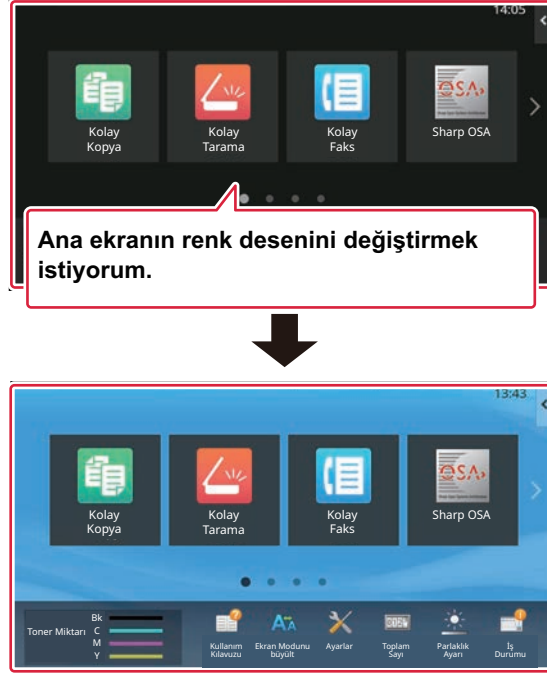 14:05
Kolay
Kopya
Kolay
Tarama
Kolay
Faks
OSA
Sharp OSA
Ana ekranın renk desenini değiştirmek
istiyorum.
13:43
Kolay
Kopya
Kolay
Tarama
Kolay
Faks
OSA
Sharp OSA
Toner Miktarı
Bk
C
M
Y
Kullanım
Kılavuzu
Ekran Modunu
büyült
Ayarlar
Toplam
Sayı
Parlaklık
Ayarı
İş
Durumu